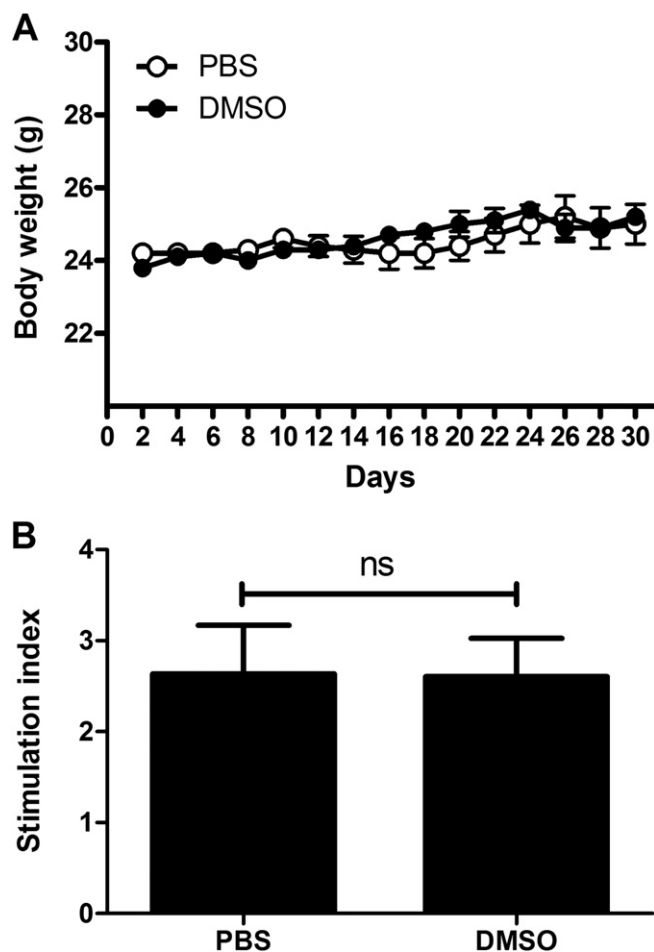 A
PBS
DMSO
Body weight (g)
30
28
26
24
22
0 2 4 6 8 10 12 14 16 18 20 22 24 26 28 30
Days
B
ns
Stimulation index
4
3
2
1
0
PBS DMSO